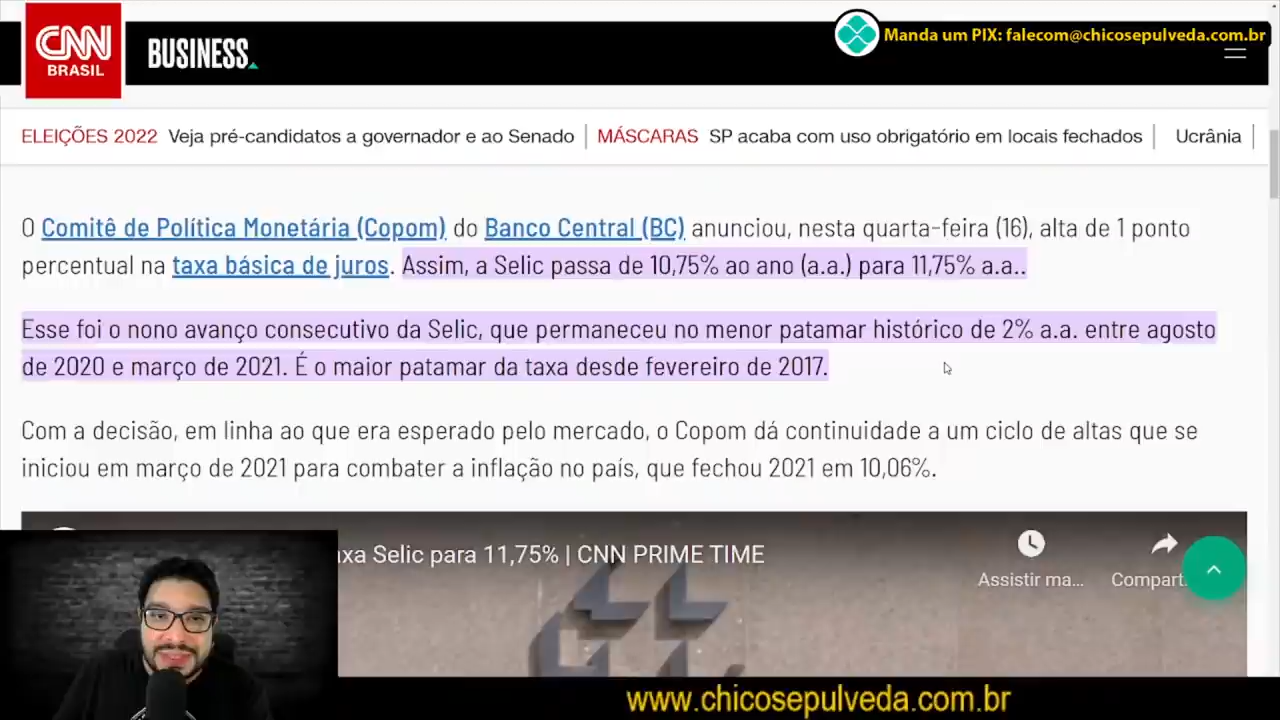 CNN
BRASIL
BUSINESS
Manda um PIX: falecom@chicosepulveda.com.br
ELEIÇÕES 2022 Veja pré-candidatos a governador e ao Senado
MÁSCARAS SP acaba com uso obrigatório em locais fechados
Ucrânia
O Comitê de Política Monetária (Copom) do Banco Central (BC) anunciou, nesta quarta-feira (16), alta de 1 ponto
percentual na taxa básica de juros. Assim, a Selic passa de 10,75% ao ano (a.a.) para 11,75% a.a..
Esse foi o nono avanço consecutivo da Selic, que permaneceu no menor patamar histórico de 2% a.a. entre agosto
de 2020 e março de 2021. É o maior patamar da taxa desde fevereiro de 2017.
Com a decisão, em linha ao que era esperado pelo mercado, o Copom dá continuidade a um ciclo de altas que se
iniciou em março de 2021 para combater a inflação no país, que fechou 2021 em 10,06%.
axa Selic para 11,75% | CNN PRIME TIME
Assistir ma...
Compart.
www.chicosepulveda.com.br